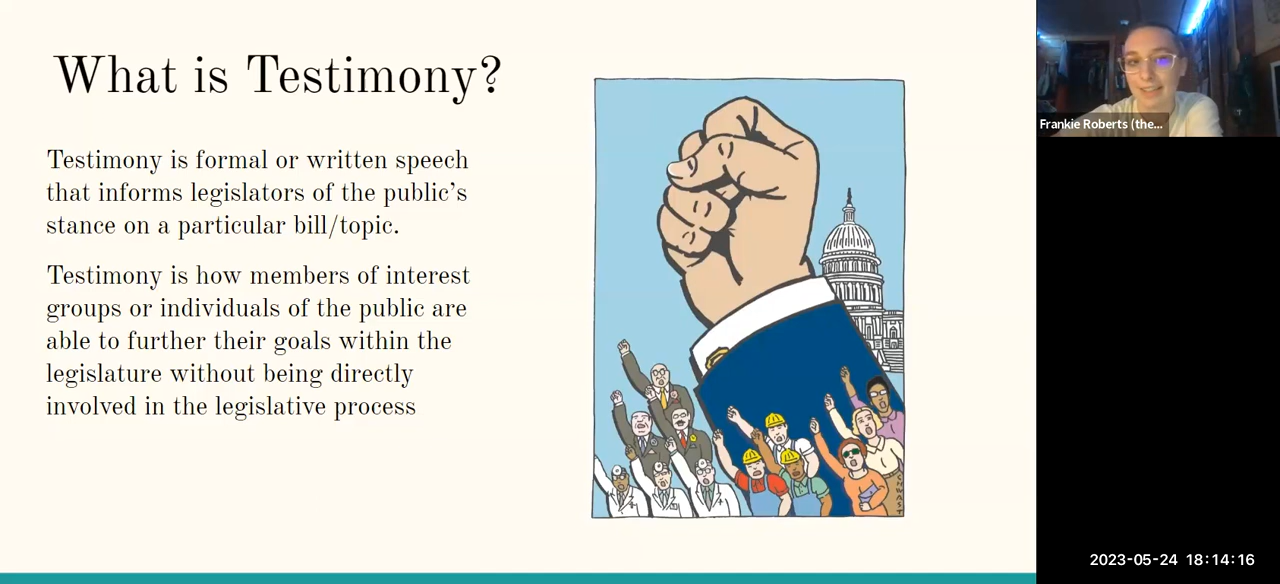 What is Testimony?
Testimony is formal or written speech
that informs legislators of the public’s
stance on a particular bill/topic.
Testimony is how members of interest
groups or individuals of the public are
able to further their goals within the
legislature without being directly
involved in the legislative process
SWAST
Frankie Roberts (the...
2023-05-24 18:14:16